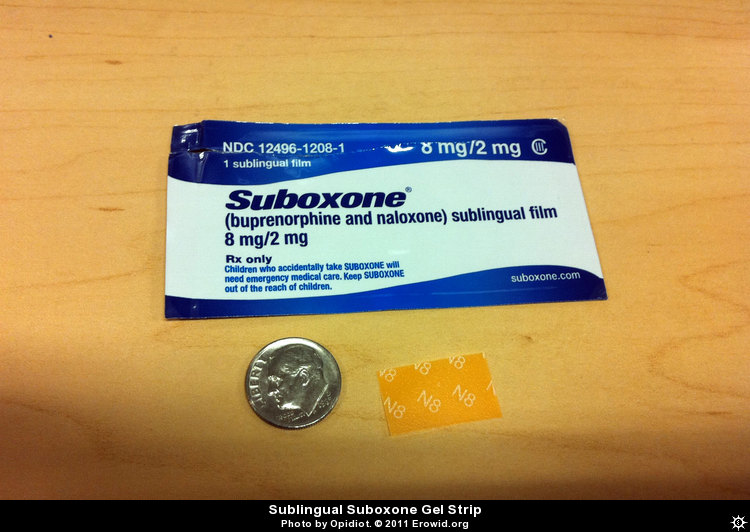 NDC 12496-1208-1
8 mg/2 mg CIII
1 sublingual film
Suboxone®
(buprenorphine and naloxone) sublingual film
8 mg/2 mg
Rx only
Children who accidentally take SUBOXONE will
need emergency medical care. Keep SUBOXONE
out of the reach of children.
suboxone.com
LIBERTY
N8 N8
N8 N8 N8
Sublingual Suboxone Gel Strip
Photo by Opidiot. © 2011 Erowid.org